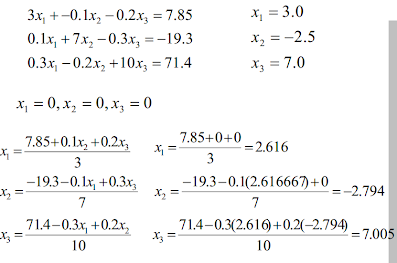 3x₁ + −0.1x₂ − 0.2x₃ = 7.85 x₁ = 3.0
0.1x₁ + 7x₂ − 0.3x₃ = −19.3 x₂ = −2.5
0.3x₁ − 0.2x₂ + 10x₃ = 71.4 x₃ = 7.0
x₁ = 0, x₂ = 0, x₃ = 0
x₁ = (7.85+0.1x₂+0.2x₃)/3 x₁ = (7.85+0+0)/3 = 2.616
x₂ = (−19.3−0.1x₁+0.3x₃)/7 x₂ = (−19.3−0.1(2.616667)+0)/7 = −2.794
x₃ = (71.4−0.3x₁+0.2x₂)/10 x₃ = (71.4−0.3(2.616)+0.2(−2.794))/10 = 7.005